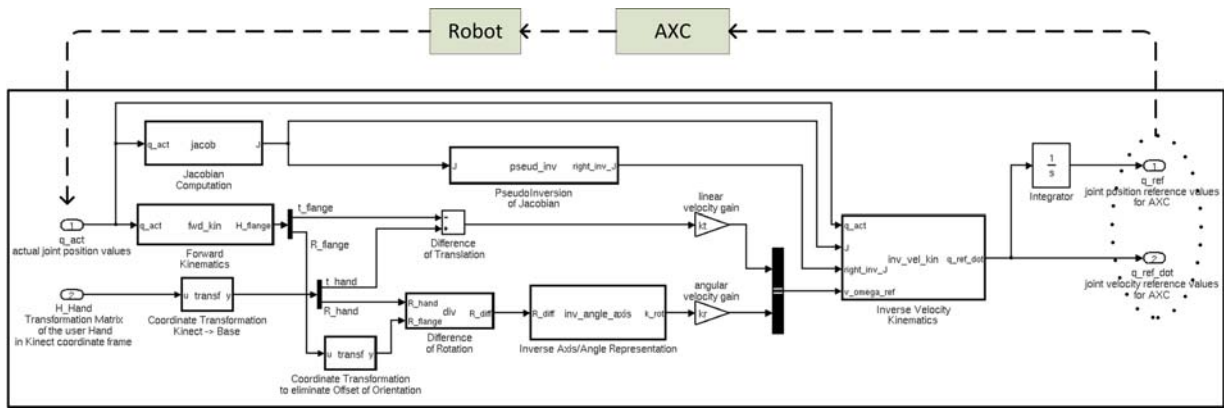 Robot
AXC
q_act
jacob
J
Jacobian
Computation
J
pseud_inv
right_inv_J
PseudoInversion
of Jacobian
1
s
Integrator
1
q_ref
joint position reference values
for AXC
1
q_act
actual joint position values
q_act
fwd_kin
H_flange
Forward
Kinematics
t_flange
R_flange
Difference
of Translation
linear
velocity gain
kt
q_act
J
right_inv_J
v_omega_ref
inv_vel_kin
q_ref_dot
Inverse Velocity
Kinematics
2
q_ref_dot
joint velocity reference values
for AXC
2
H_Hand
Transformation Matrix
of the user Hand
in Kinect coordinate frame
u
transf
y
Coordinate Transformation
Kinect -> Base
t_hand
R_hand
R_hand
R_flange
div
R_diff
Difference
of Rotation
R_diff
inv_angle_axis
k_rot
Inverse Axis/Angle Representation
angular
velocity gain
kr
u
transf
y
Coordinate Transformation
to eliminate Offset of Orientation